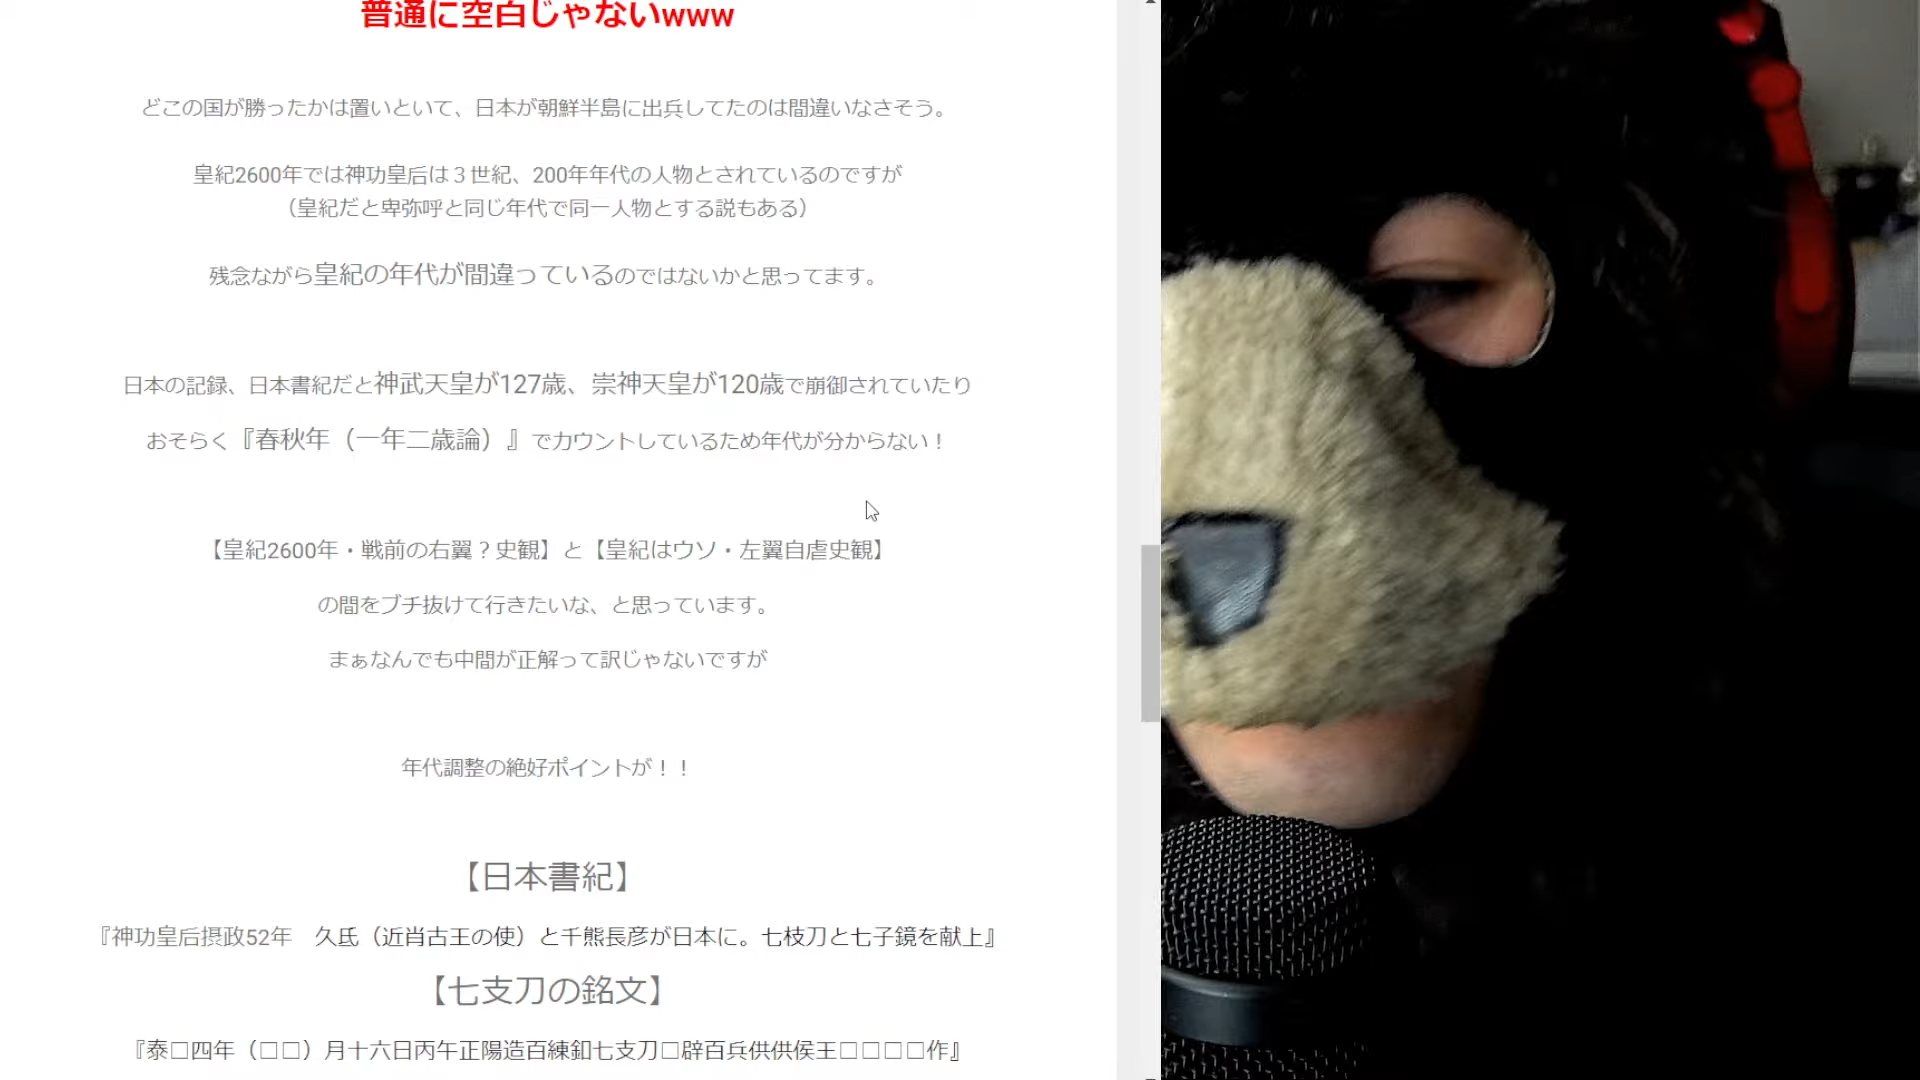 普通に空白じゃないwww
どこの国が勝ったかは置いといて、日本が朝鮮半島に出兵してたのは間違いなさそう。
皇紀2600年では神功皇后は３世紀、200年年代の人物とされているのですが
（皇紀だと卑弥呼と同じ年代で同一人物とする説もある）
残念ながら皇紀の年代が間違っているのではないかと思ってます。
日本の記録、日本書紀だと神武天皇が127歳、崇神天皇が120歳で崩御されていたり
おそらく『春秋年（一年二歳論）』でカウントしているため年代が分からない！
【皇紀2600年・戦前の右翼？史観】と【皇紀はウソ・左翼自虐史観】
の間をブチ抜けて行きたいな、と思っています。
まぁなんでも中間が正解って訳じゃないですが
年代調整の絶好ポイントが！！
【日本書紀】
『神功皇后摂政52年　久氐（近肖古王の使）と千熊長彦が日本に。七枝刀と七子鏡を献上』
【七支刀の銘文】
『泰□四年（□□）月十六日丙午正陽造百練釦七支刀□辟百兵供供侯王□□□□作』